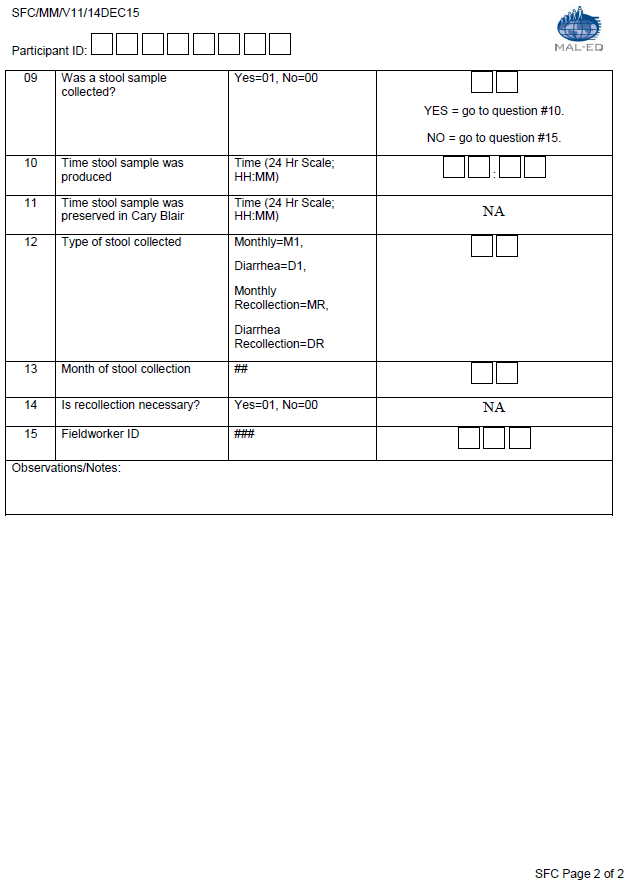 SFC/MM/V11/14DEC15
MAL-ED
Participant ID:
09 Was a stool sample Yes=01, No=00
collected?
YES = go to question #10.
NO = go to question #15.
10 Time stool sample was Time (24 Hr Scale;
produced HH:MM) :
11 Time stool sample was Time (24 Hr Scale; NA
preserved in Cary Blair HH:MM)
12 Type of stool collected Monthly=M1,
Diarrhea=D1,
Monthly
Recollection=MR,
Diarrhea
Recollection=DR
13 Month of stool collection ##
14 Is recollection necessary? Yes=01, No=00 NA
15 Fieldworker ID ###
Observations/Notes:
SFC Page 2 of 2